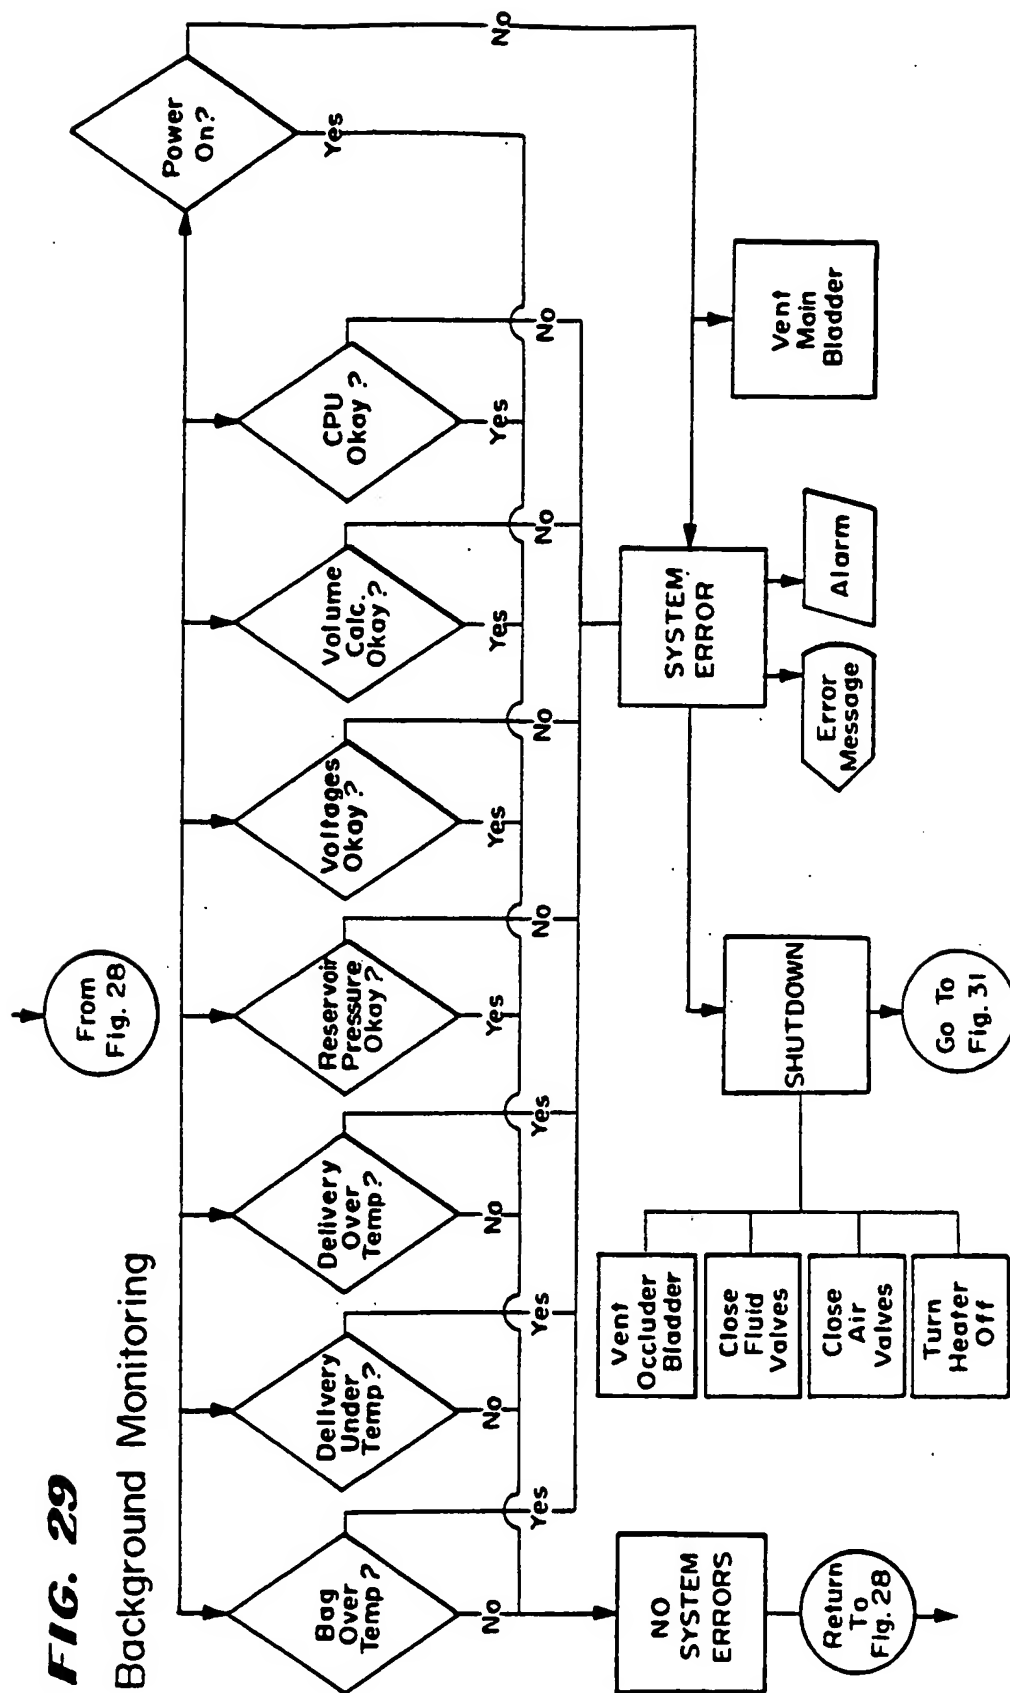 FIG. 29
Background Monitoring
From
Fig. 28
Bag
Over
Temp?
No
Yes
Delivery
Under
Temp?
No
Yes
Delivery
Over
Temp?
No
Yes
Reservoir
Pressure
Okay?
Yes
No
Voltages
Okay?
Yes
No
Volume
Calc.
Okay?
Yes
No
CPU
Okay?
Yes
No
Power
On?
Yes
No
NO
SYSTEM
ERRORS
Return
To
Fig. 28
Vent
Occluder
Bladder
Close
Fluid
Valves
Close
Air
Valves
Turn
Heater
Off
SHUTDOWN
Go To
Fig. 31
SYSTEM
ERROR
Error
Message
Alarm
Vent
Main
Bladder